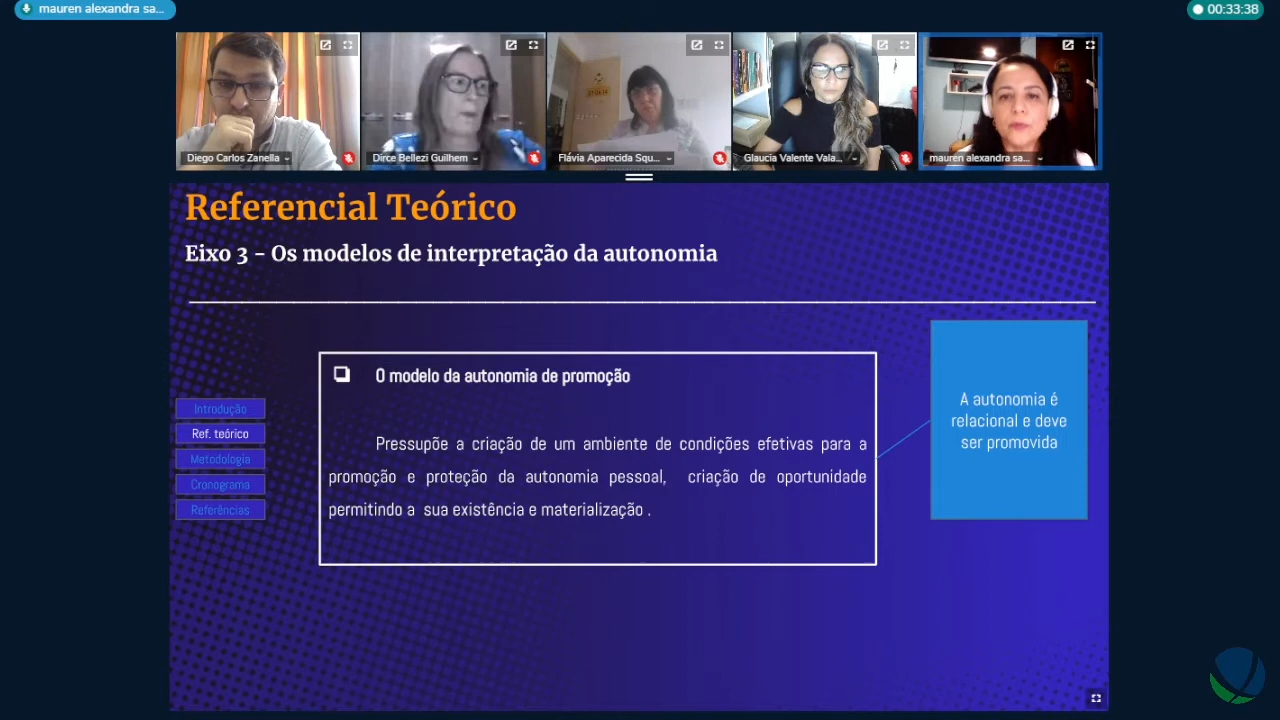 mauren alexandra sa...
00:33:38
Diego Carlos Zanella
Dirce Bellezi Guilhem
Flávia Aparecida Squ...
Glaucia Valente Vala...
mauren alexandra sa...
Referencial Teórico
Eixo 3 - Os modelos de interpretação da autonomia
Introdução
Ref. teórico
Metodologia
Cronograma
Referências
O modelo da autonomia de promoção
Pressupõe a criação de um ambiente de condições efetivas para a
promoção e proteção da autonomia pessoal, criação de oportunidade
permitindo a sua existência e materialização .
A autonomia é
relacional e deve
ser promovida